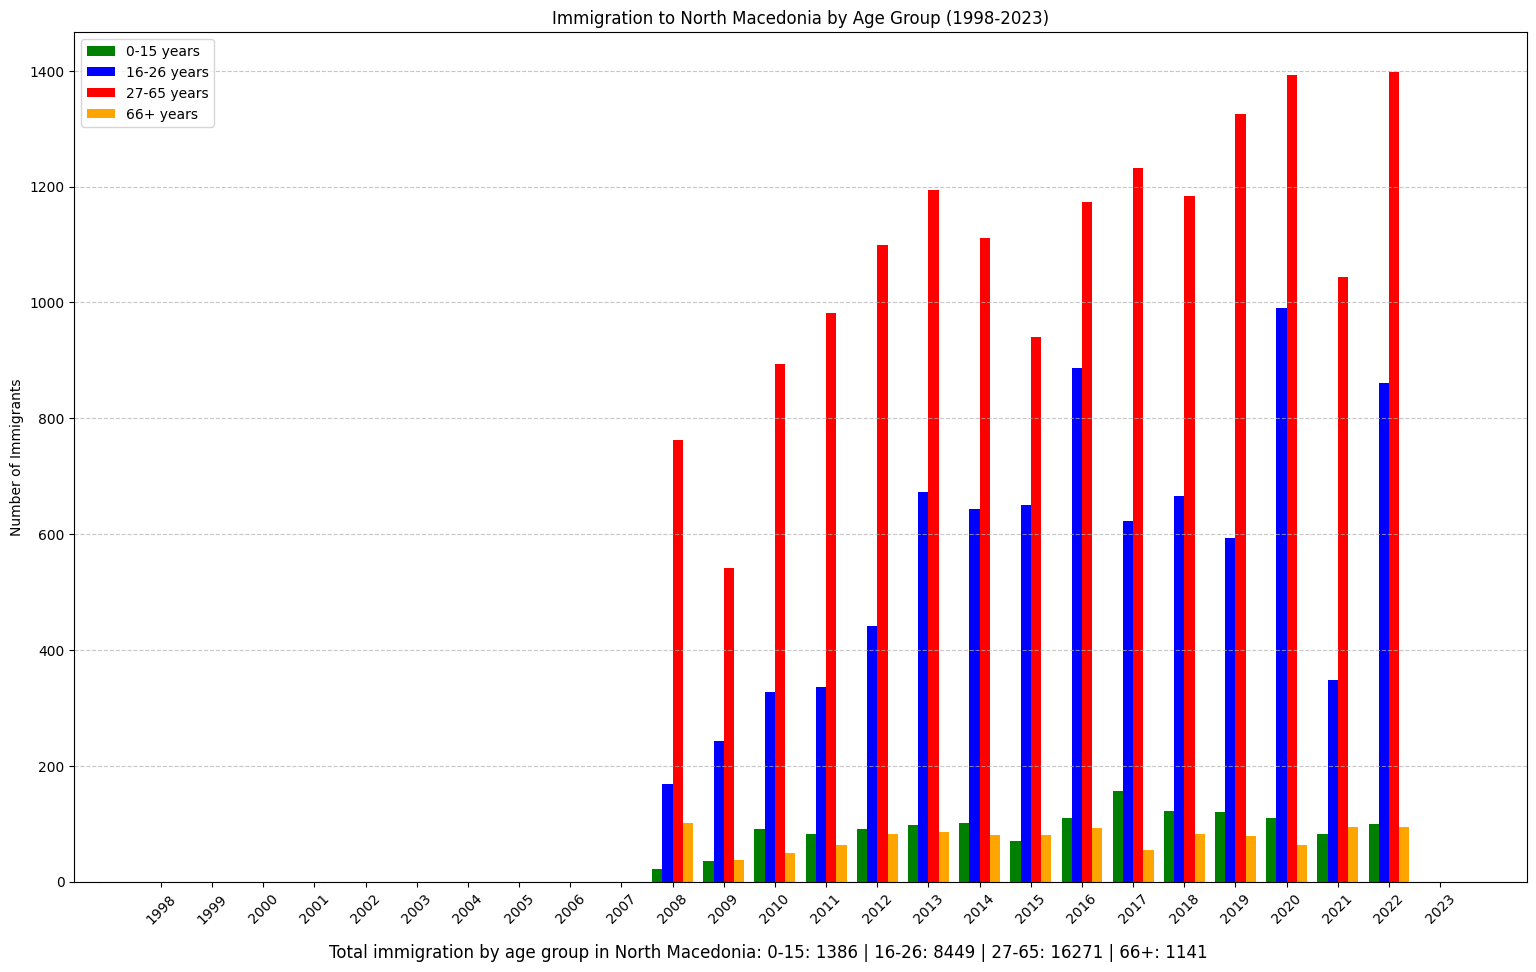 Immigration to North Macedonia by Age Group (1998-2023)
0-15 years
16-26 years
27-65 years
66+ years
Number of Immigrants
1400
1200
1000
800
600
400
200
0
1998 1999 2000 2001 2002 2003 2004 2005 2006 2007 2008 2009 2010 2011 2012 2013 2014 2015 2016 2017 2018 2019 2020 2021 2022 2023
Total immigration by age group in North Macedonia: 0-15: 1386 | 16-26: 8449 | 27-65: 16271 | 66+: 1141